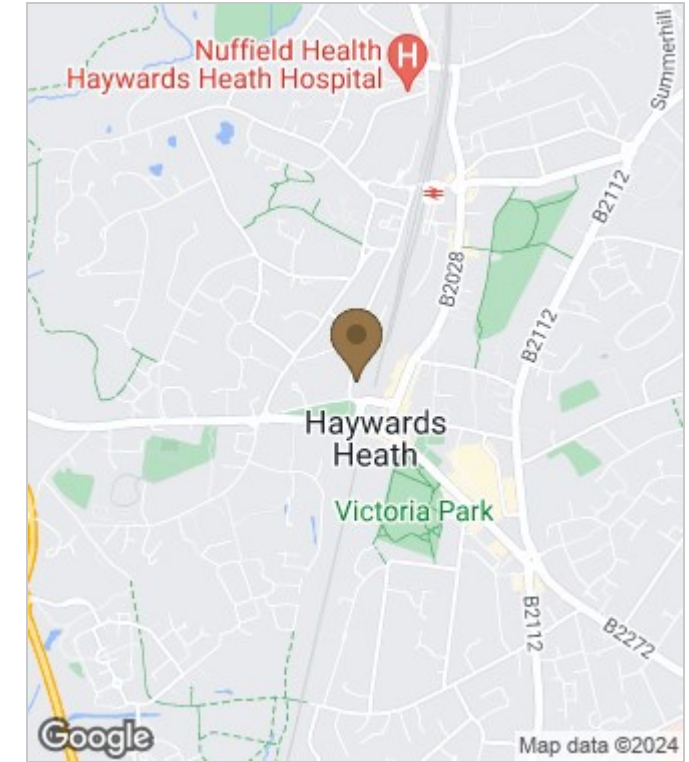 Nuffield Health
Haywards Heath Hospital
H
Summerhill
B2112
B2028
B2112
Haywards
Heath
Victoria Park
B2112
B2272
Google
Map data ©2024